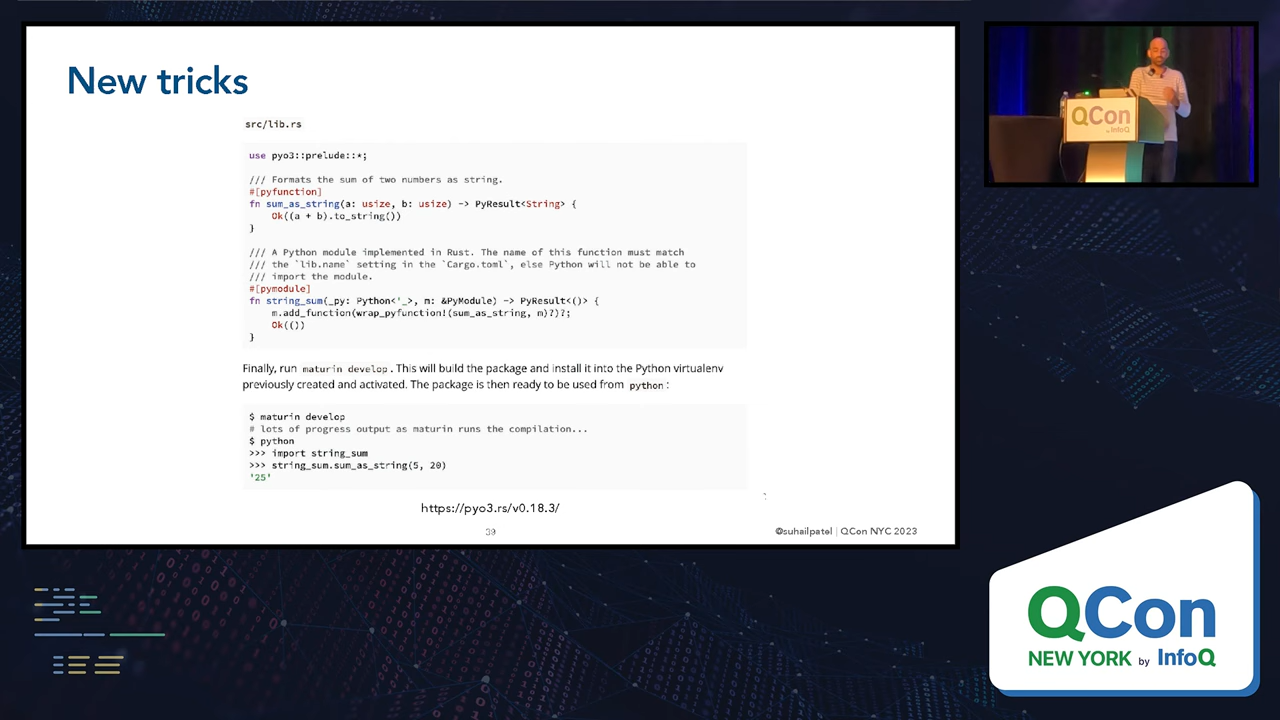 New tricks
src/lib.rs
use pyo3::prelude::*;
/// Formats the sum of two numbers as string.
#[pyfunction]
fn sum_as_string(a: usize, b: usize) -> PyResult<String> {
    Ok((a + b).to_string())
}
/// A Python module implemented in Rust. The name of this function must match
/// the `lib.name` setting in the `Cargo.toml`, else Python will not be able to
/// import the module.
#[pymodule]
fn string_sum(_py: Python<'_>, m: &PyModule) -> PyResult<()> {
    m.add_function(wrap_pyfunction!(sum_as_string, m)?)?;
    Ok(())
}
Finally, run maturin develop. This will build the package and install it into the Python virtualenv
previously created and activated. The package is then ready to be used from python:
$ maturin develop
# lots of progress output as maturin runs the compilation...
$ python
>>> import string_sum
>>> string_sum.sum_as_string(5, 20)
'25'
https://pyo3.rs/v0.18.3/
39
@suhailpatel | QCon NYC 2023
QCon
by InfoQ
QCon
NEW YORK by InfoQ